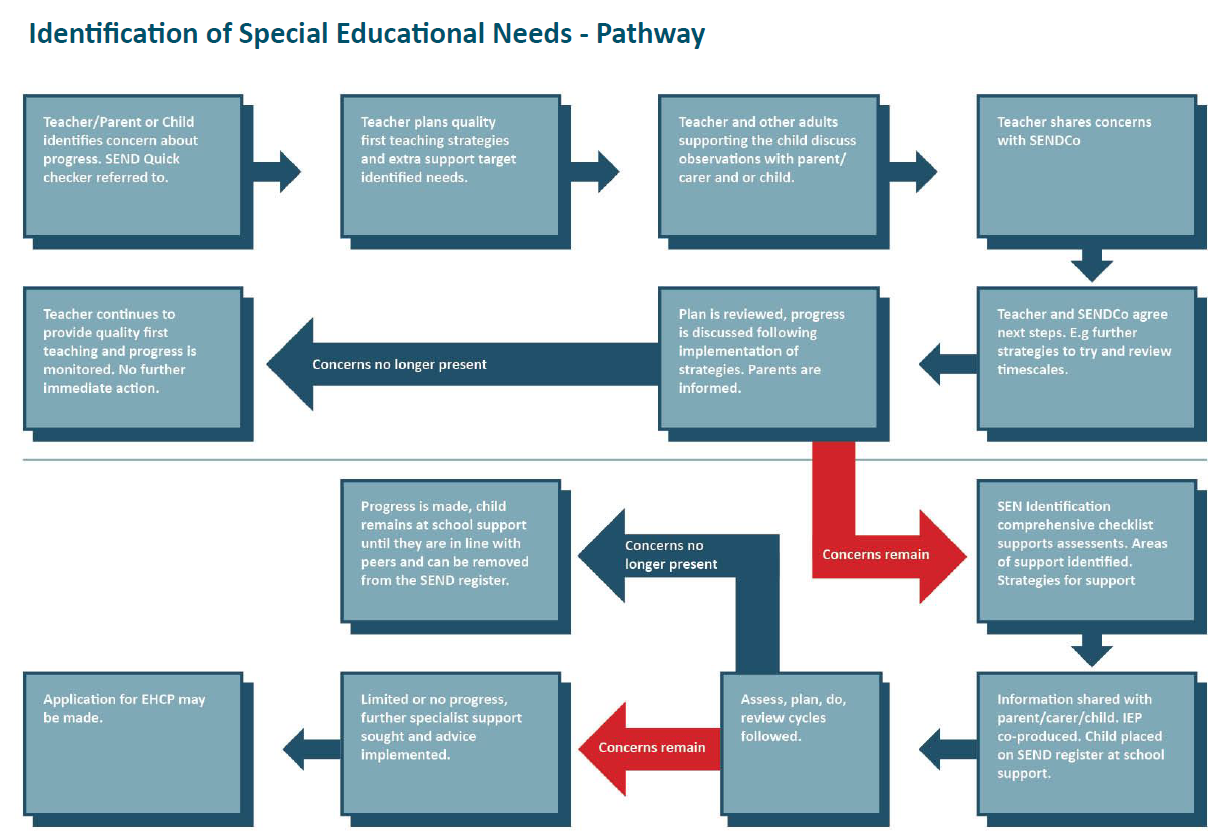 Identification of Special Educational Needs - Pathway
Teacher/Parent or Child
identifies concern about
progress. SEND Quick
checker referred to.
Teacher plans quality
first teaching strategies
and extra support target
identified needs.
Teacher and other adults
supporting the child discuss
observations with parent/
carer and or child.
Teacher shares concerns
with SENDCo
Teacher and SENDCo agree
next steps. E.g further
strategies to try and review
timescales.
Plan is reviewed, progress
is discussed following
implementation of
strategies. Parents are
informed.
Concerns no longer present
Teacher continues to
provide quality first
teaching and progress is
monitored. No further
immediate action.
Concerns remain
SEN Identification
comprehensive checklist
supports assessents. Areas
of support identified.
Strategies for support
Information shared with
parent/carer/child. IEP
co-produced. Child placed
on SEND register at school
support.
Assess, plan, do,
review cycles
followed.
Concerns no
longer present
Progress is made, child
remains at school support
until they are in line with
peers and can be removed
from the SEND register.
Concerns remain
Limited or no progress,
further specialist support
sought and advice
implemented.
Application for EHCP may
be made.